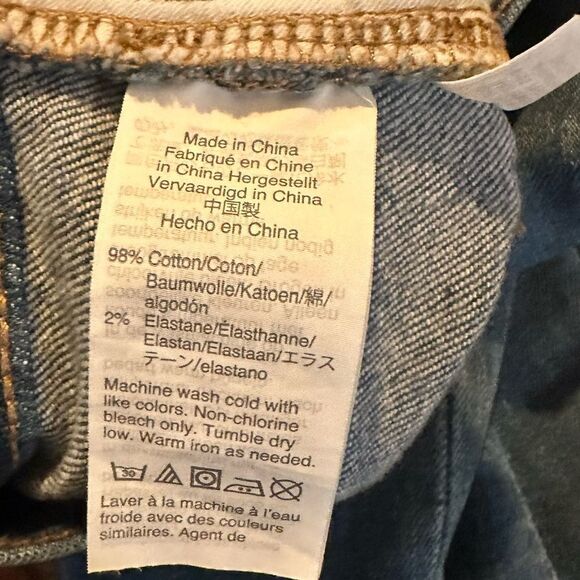 Made in China
Fabriqué en Chine
in China Hergestellt
Vervaardigd in China
中国製
Hecho en China
98% Cotton/Coton/
Baumwolle/Katoen/綿/
algodón
2% Elastane/Élasthanne/
Elastan/Elastaan/エラス
テーン/elastano
Machine wash cold with
like colors. Non-chlorine
bleach only. Tumble dry
low. Warm iron as needed.
30
Laver à la machine à l'eau
froide avec des couleurs
similaires. Agent de